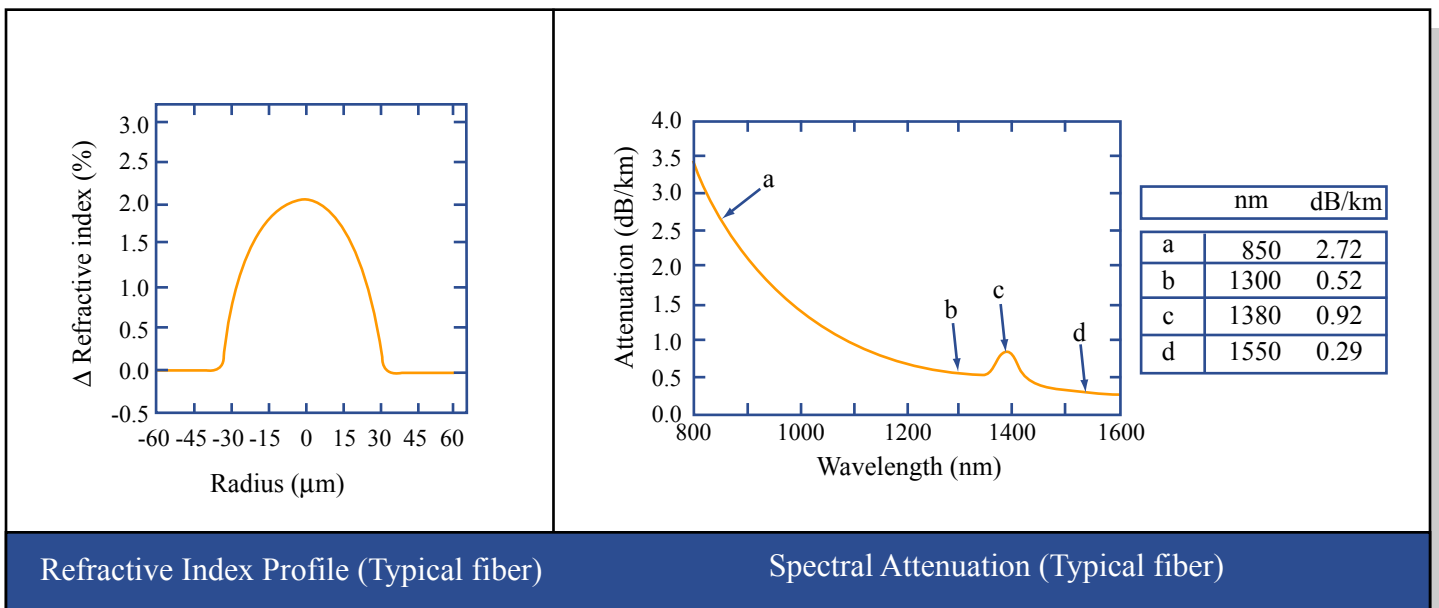 3.0
2.5
2.0
1.5
1.0
0.5
0.0
-0.5
-60 -45 -30 -15 0 15 30 45 60
Δ Refractive index (%)
Radius (μm)
4.0
3.5
3.0
2.5
2.0
1.5
1.0
0.5
0.0
800 1000 1200 1400 1600
Attenuation (dB/km)
Wavelength (nm)
a
b
c
d
nm dB/km
a 850 2.72
b 1300 0.52
c 1380 0.92
d 1550 0.29
Refractive Index Profile (Typical fiber)
Spectral Attenuation (Typical fiber)